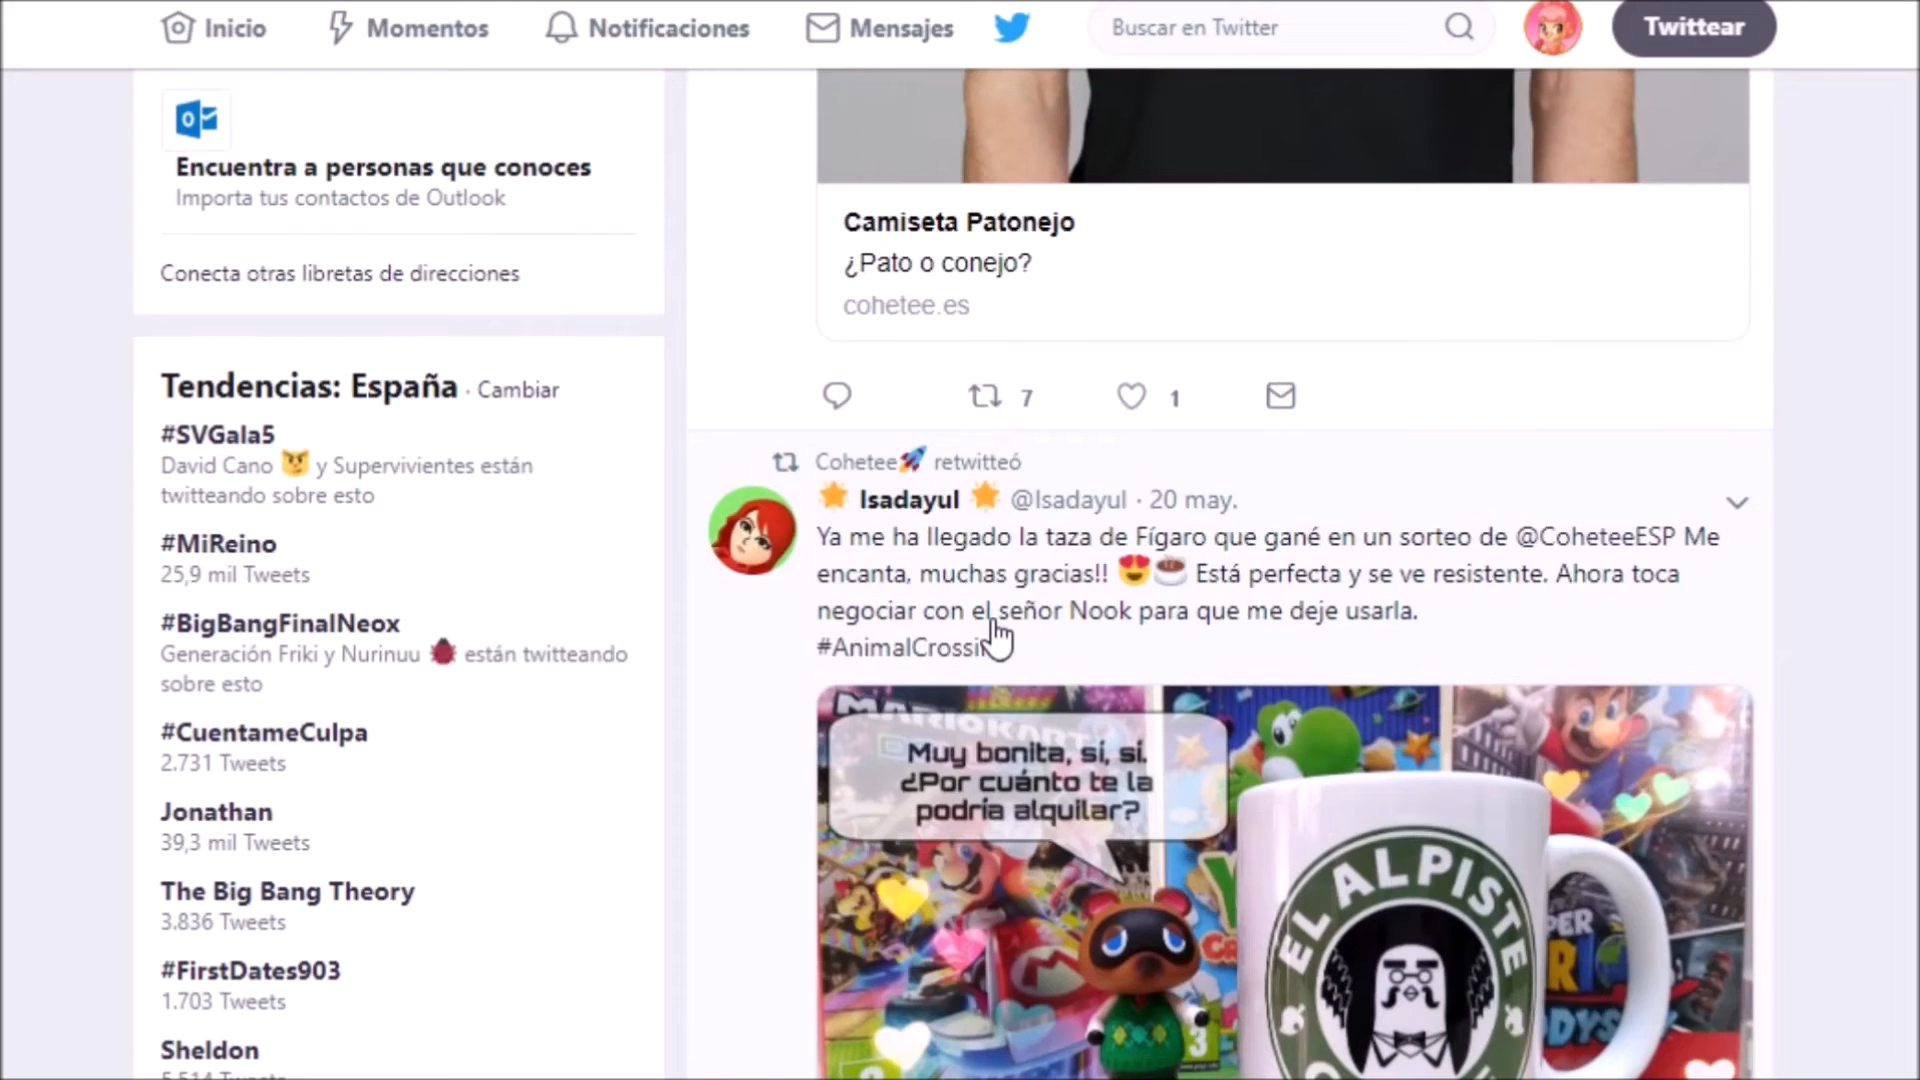 Inicio
Momentos
Notificaciones
Mensajes
Buscar en Twitter
Twittear
Encuentra a personas que conoces
Importa tus contactos de Outlook
Conecta otras libretas de direcciones
Tendencias: España · Cambiar
#SVGala5
David Cano 😼 y Supervivientes están
twitteando sobre esto
#MiReino
25,9 mil Tweets
#BigBangFinalNeox
Generación Friki y Nurinuu 🐞 están twitteando
sobre esto
#CuentameCulpa
2.731 Tweets
Jonathan
39,3 mil Tweets
The Big Bang Theory
3.836 Tweets
#FirstDates903
1.703 Tweets
Sheldon
Camiseta Patonejo
¿Pato o conejo?
cohetee.es
7
1
Cohetee🚀 retwitteó
🌟 Isadayul 🌟 @Isadayul · 20 may.
Ya me ha llegado la taza de Fígaro que gané en un sorteo de @CoheteeESP Me
encanta, muchas gracias!! 😍☕ Está perfecta y se ve resistente. Ahora toca
negociar con el señor Nook para que me deje usarla.
#AnimalCrossin
MARIOKART
Muy bonita, sí, sí.
¿Por cuánto te la
podría alquilar?
EL ALPISTE
3